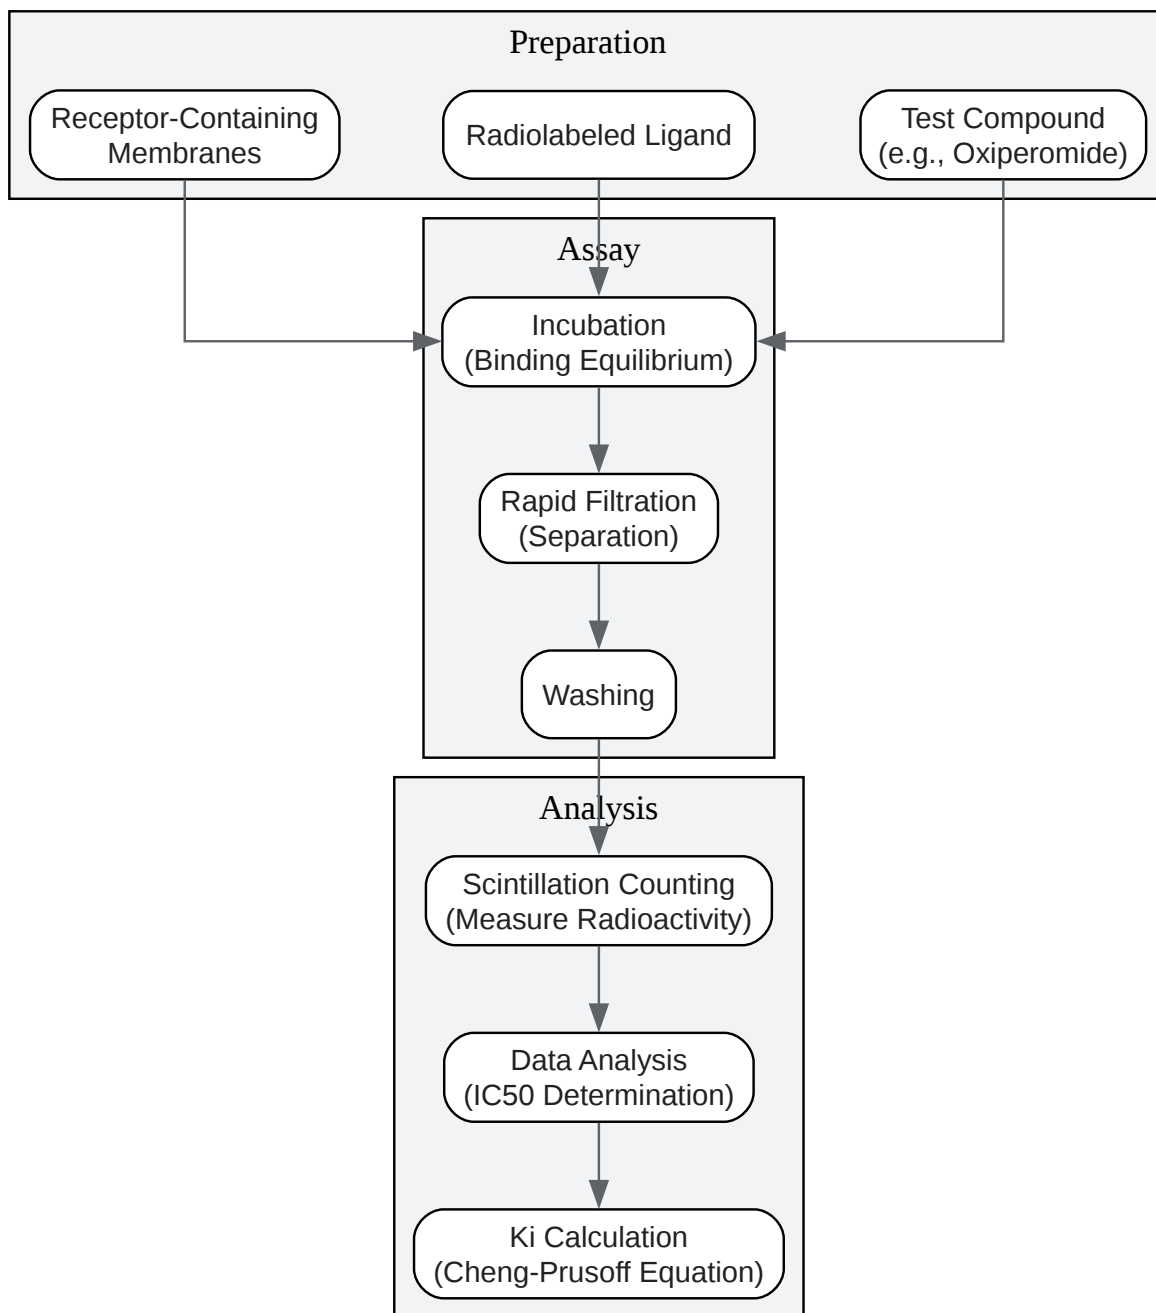 Preparation
Receptor-Containing
Membranes
Radiolabeled Ligand
Test Compound
(e.g., Oxiperomide)
Assay
Incubation
(Binding Equilibrium)
Rapid Filtration
(Separation)
Washing
Analysis
Scintillation Counting
(Measure Radioactivity)
Data Analysis
(IC50 Determination)
Ki Calculation
(Cheng-Prusoff Equation)